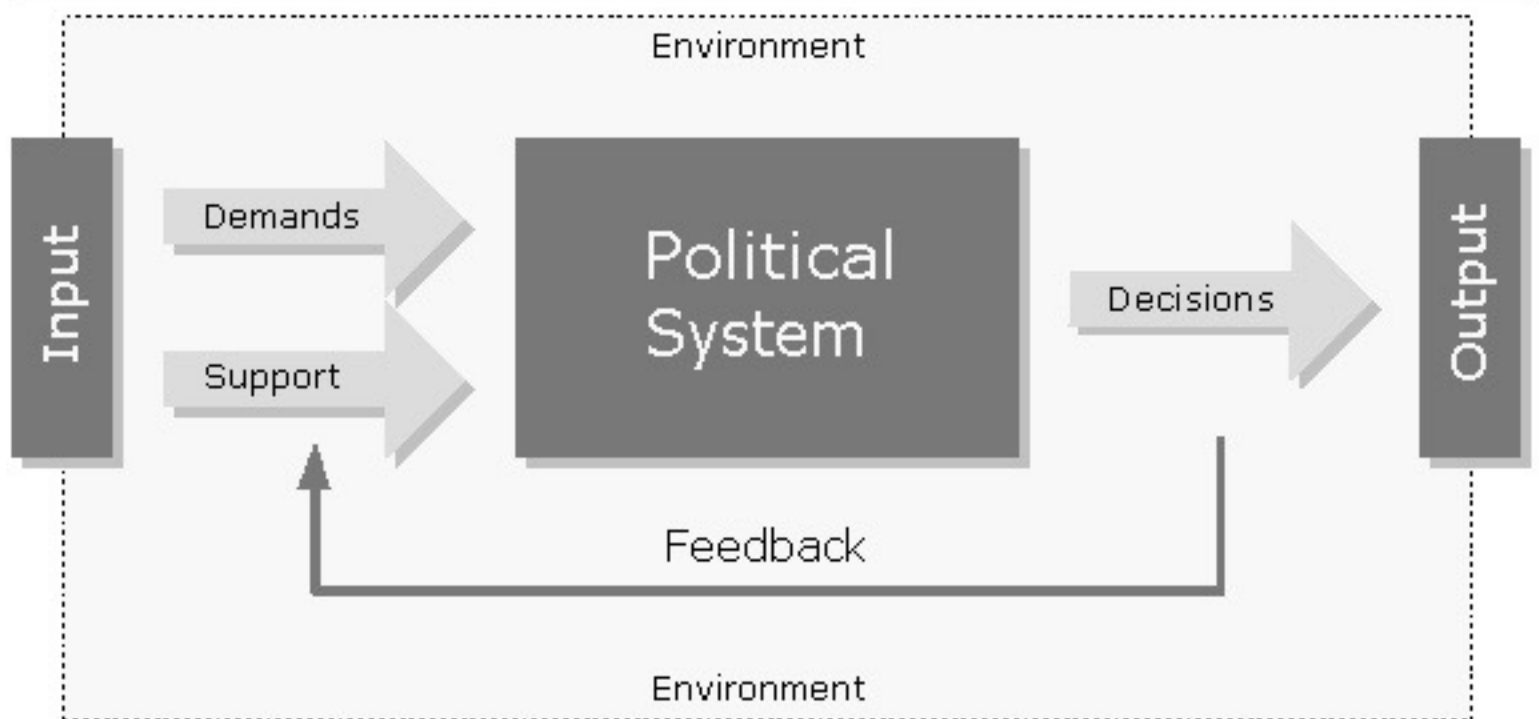 Environment
Input
Demands
Support
Political
System
Decisions
Output
Feedback
Environment